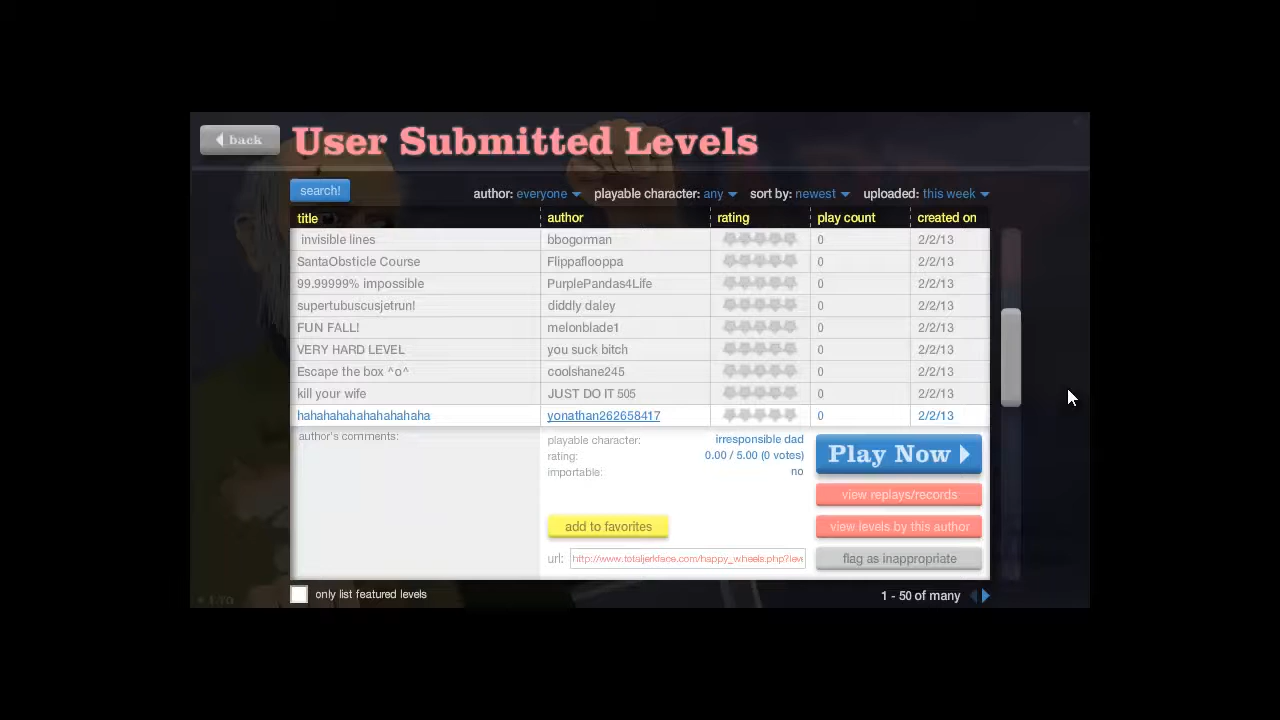 back
User Submitted Levels
search!
author: everyone playable character: any sort by: newest uploaded: this week
title author rating play count created on
invisible lines bbogorman 0 2/2/13
SantaObsticle Course Flippaflooppa 0 2/2/13
99.99999% impossible PurplePandas4Life 0 2/2/13
supertubuscusjetrun! diddly daley 0 2/2/13
FUN FALL! melonblade1 0 2/2/13
VERY HARD LEVEL you suck bitch 0 2/2/13
Escape the box ^o^ coolshane245 0 2/2/13
kill your wife JUST DO IT 505 0 2/2/13
hahahahahahahahaha yonathan262658417 0 2/2/13
author's comments:
playable character: irresponsible dad
rating: 0.00 / 5.00 (0 votes)
importable: no
Play Now
view replays/records
add to favorites
view levels by this author
url: http://www.totaljerkface.com/happy_wheels.php?lev
flag as inappropriate
only list featured levels
1 - 50 of many